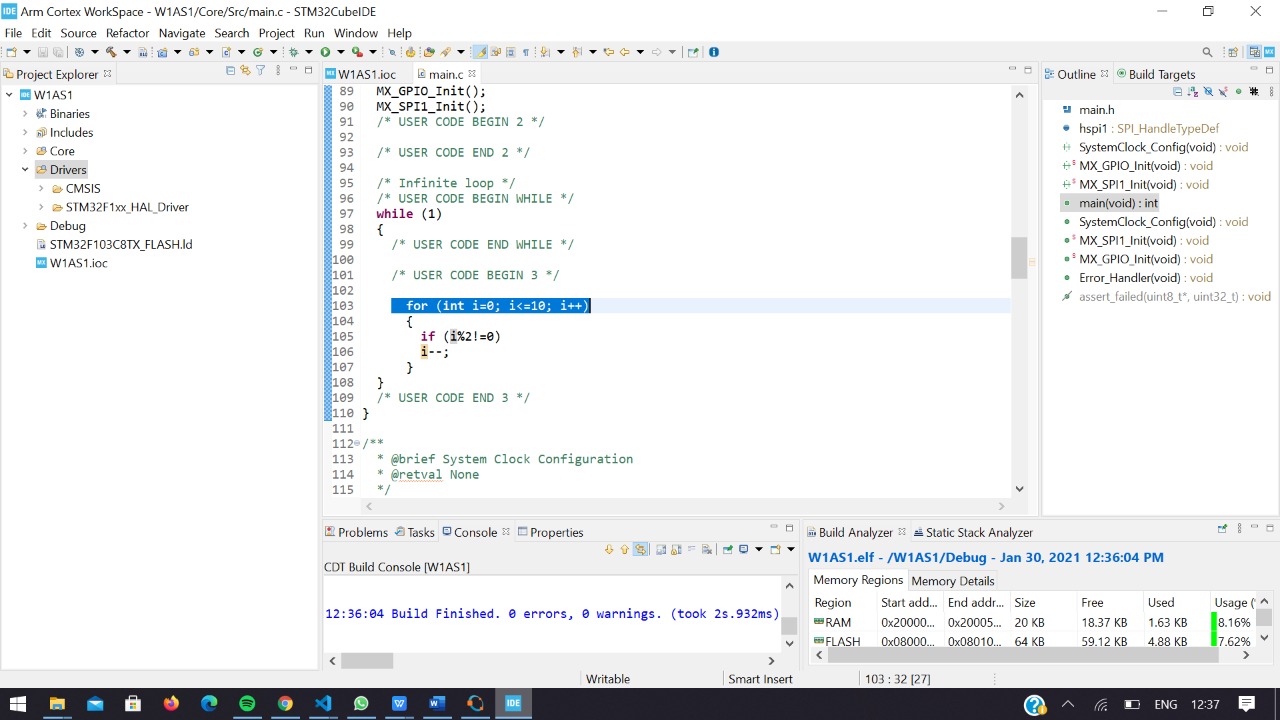 Arm Cortex WorkSpace - W1AS1/Core/Src/main.c - STM32CubeIDE
File Edit Source Refactor Navigate Search Project Run Window Help
Project Explorer
W1AS1
Binaries
Includes
Core
Drivers
CMSIS
STM32F1xx_HAL_Driver
Debug
STM32F103C8TX_FLASH.ld
W1AS1.ioc
W1AS1.ioc main.c
89 MX_GPIO_Init();
90 MX_SPI1_Init();
91 /* USER CODE BEGIN 2 */
92
93 /* USER CODE END 2 */
94
95 /* Infinite loop */
96 /* USER CODE BEGIN WHILE */
97 while (1)
98 {
99 /* USER CODE END WHILE */
100
101 /* USER CODE BEGIN 3 */
102
103 for (int i=0; i<=10; i++)
104 {
105 if (i%2!=0)
106 i--;
107 }
108 }
109 /* USER CODE END 3 */
110 }
111
112 /**
113 * @brief System Clock Configuration
114 * @retval None
115 */
Outline Build Targets
main.h
hspi1 : SPI_HandleTypeDef
SystemClock_Config(void) : void
MX_GPIO_Init(void) : void
MX_SPI1_Init(void) : void
main(void) : int
SystemClock_Config(void) : void
MX_SPI1_Init(void) : void
MX_GPIO_Init(void) : void
Error_Handler(void) : void
assert_failed(uint8_t*, uint32_t) : void
Problems Tasks Console Properties
CDT Build Console [W1AS1]
12:36:04 Build Finished. 0 errors, 0 warnings. (took 2s.932ms)
Build Analyzer Static Stack Analyzer
W1AS1.elf - /W1AS1/Debug - Jan 30, 2021 12:36:04 PM
Memory Regions Memory Details
Region Start add... End addr... Size Free Used Usage (
RAM 0x20000... 0x20005... 20 KB 18.37 KB 1.63 KB 8.16%
FLASH 0x08000... 0x08010... 64 KB 59.12 KB 4.88 KB 7.62%
Writable Smart Insert 103 : 32 [27]
IDE ENG 12:37